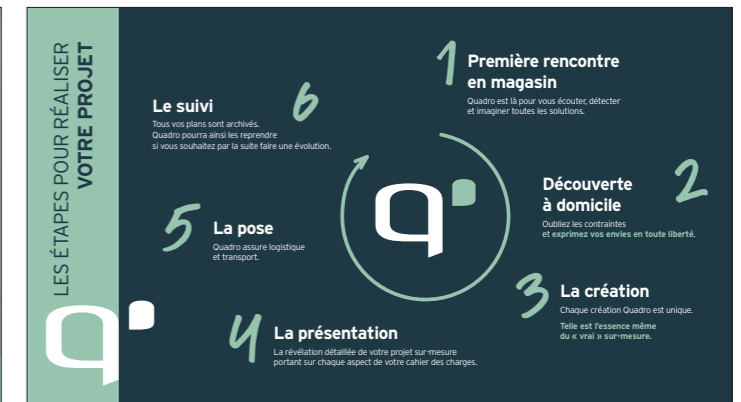 LES ÉTAPES POUR RÉALISER
VOTRE PROJET
1
Première rencontre
en magasin
Quadro est là pour vous écouter, détecter
et imaginer toutes les solutions.
2
Découverte
à domicile
Oubliez les contraintes
et exprimez vos envies en toute liberté.
3
La création
Chaque création Quadro est unique.
Telle est l'essence même
du « vrai » sur-mesure.
4
La présentation
La révélation détaillée de votre projet sur-mesure
portant sur chaque aspect de votre cahier des charges.
5
La pose
Quadro assure logistique
et transport.
6
Le suivi
Tous vos plans sont archivés.
Quadro pourra ainsi les reprendre
si vous souhaitez par la suite faire une évolution.